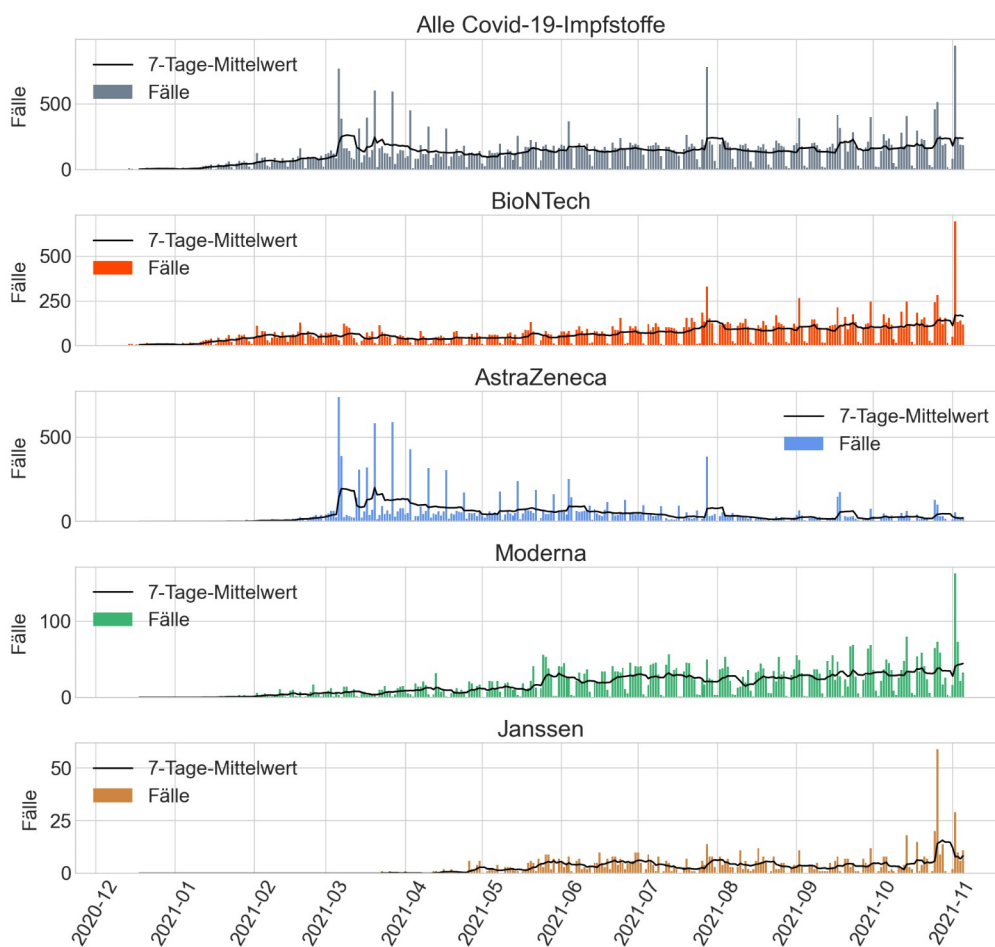 Alle Covid-19-Impfstoffe
Fälle
500
0
7-Tage-Mittelwert
Fälle
BioNTech
Fälle
500
250
0
7-Tage-Mittelwert
Fälle
AstraZeneca
Fälle
500
0
7-Tage-Mittelwert
Fälle
Moderna
Fälle
100
0
7-Tage-Mittelwert
Fälle
Janssen
Fälle
50
25
0
7-Tage-Mittelwert
Fälle
2020-12
2021-01
2021-02
2021-03
2021-04
2021-05
2021-06
2021-07
2021-08
2021-09
2021-10
2021-11